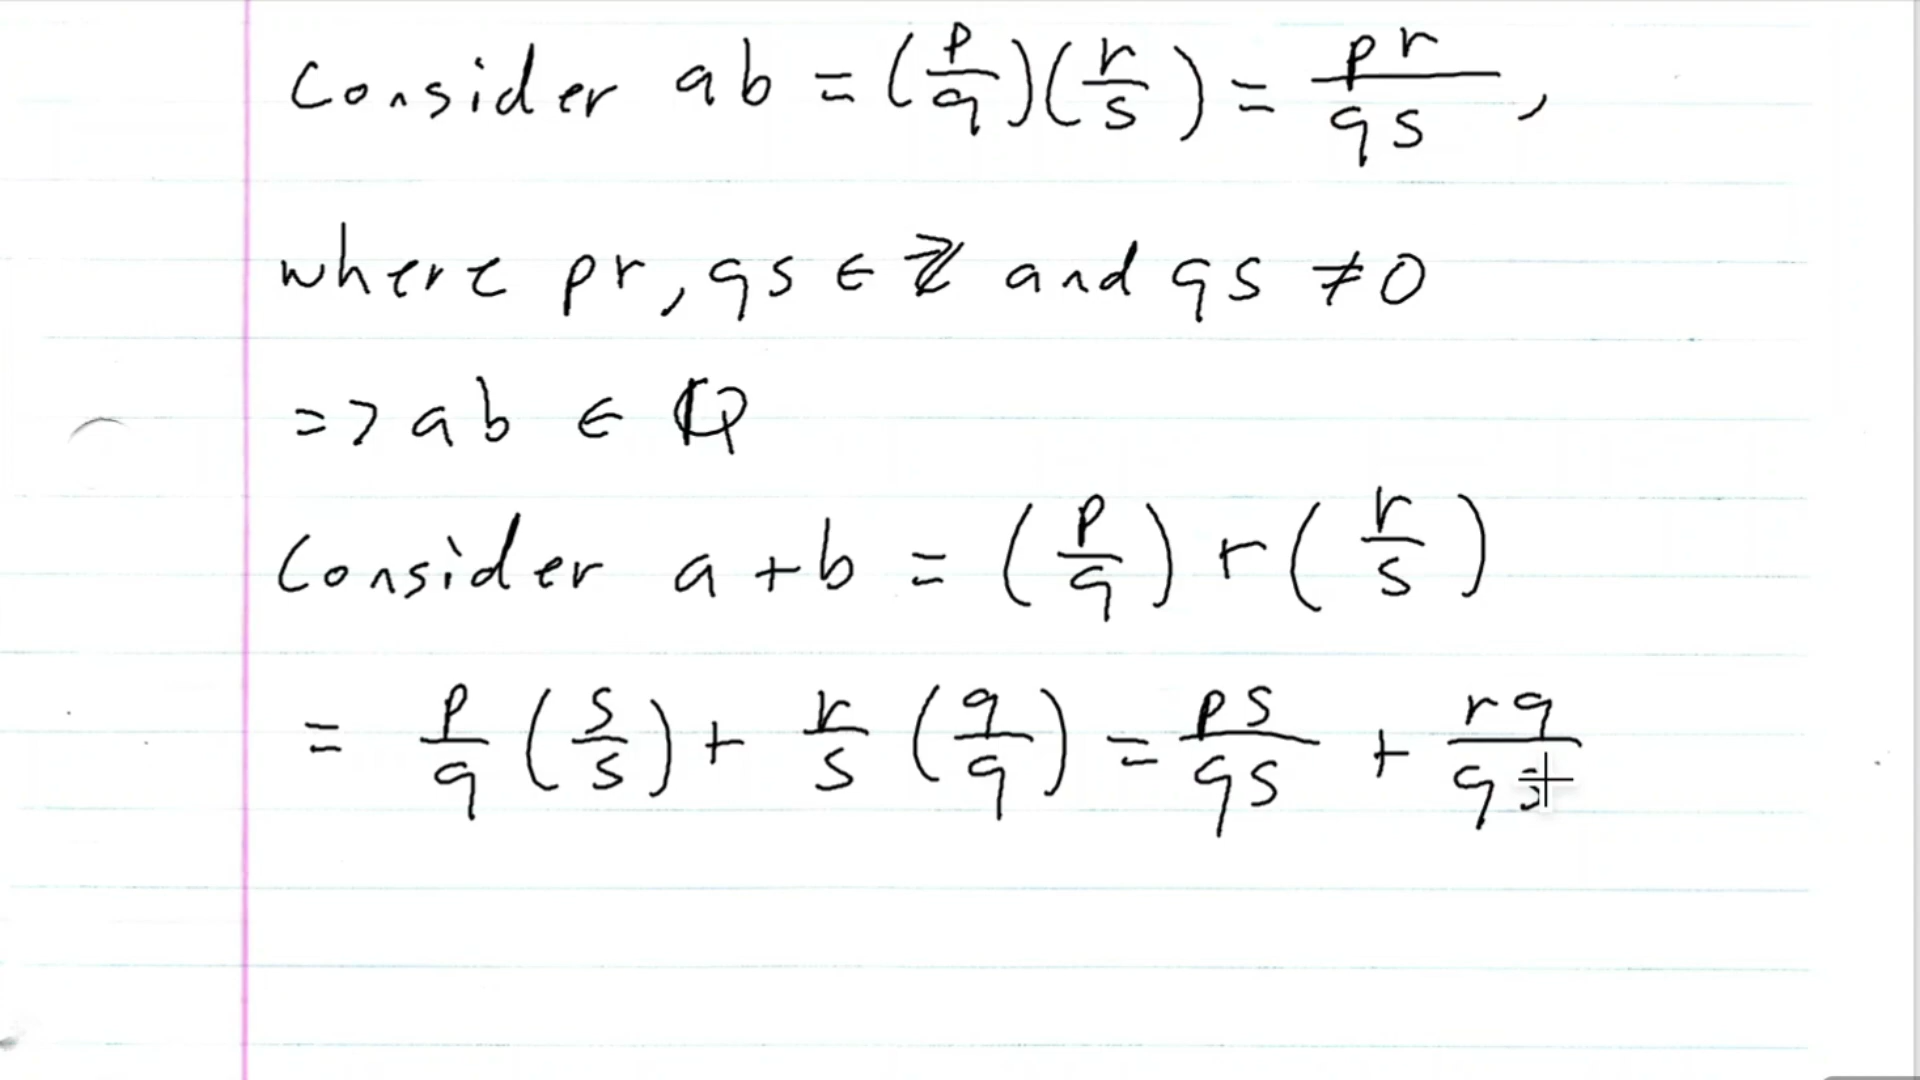 Consider ab = (p/q)(r/s) = pr/qs,
where pr, qs ∈ ℤ and qs ≠ 0
=> ab ∈ ℚ
Consider a + b = (p/q) + (r/s)
= p/q (s/s) + r/s (q/q) = ps/qs + rq/qs